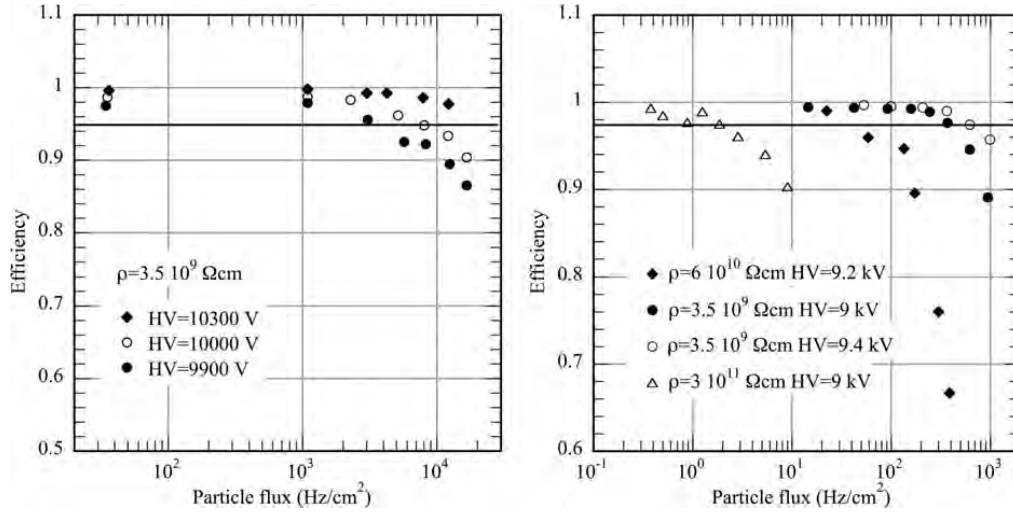 1.1
1
0.9
0.8
0.7
0.6
0.5
Efficiency
ρ=3.5 10⁹ Ωcm
HV=10300 V
HV=10000 V
HV=9900 V
10²
10³
10⁴
Particle flux (Hz/cm²)
1.1
1
0.9
0.8
0.7
0.6
Efficiency
ρ=6 10¹⁰ Ωcm HV=9.2 kV
ρ=3.5 10⁹ Ωcm HV=9 kV
ρ=3.5 10⁹ Ωcm HV=9.4 kV
ρ=3 10¹¹ Ωcm HV=9 kV
10⁻¹
10⁰
10¹
10²
10³
Particle flux (Hz/cm²)